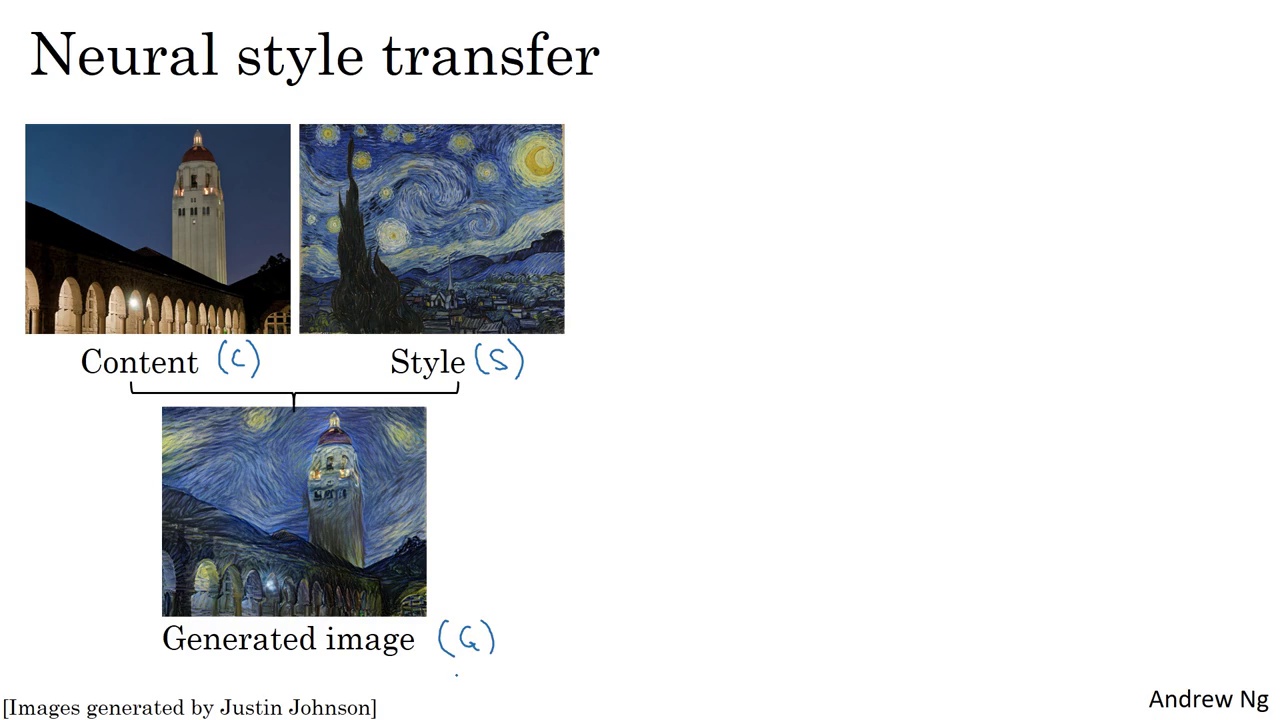 Neural style transfer
Content (C)
Style (S)
Generated image (G)
[Images generated by Justin Johnson]
Andrew Ng